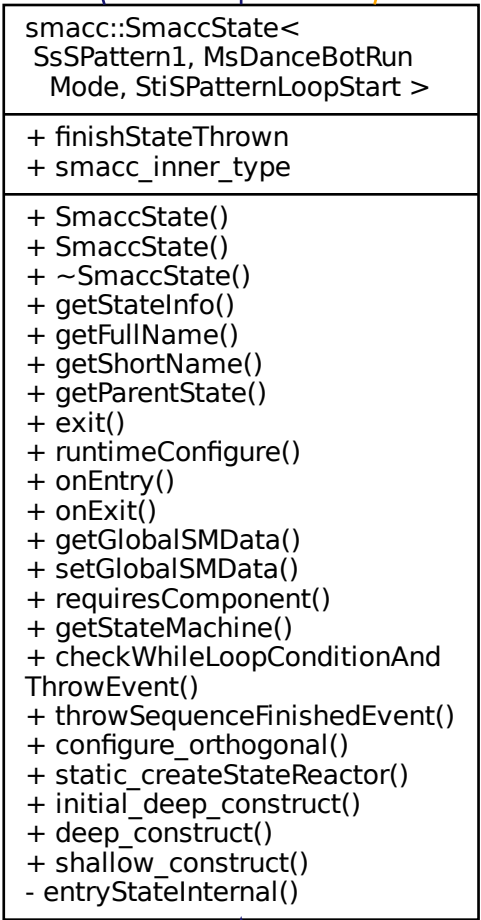 smacc::SmaccState<
SsSPattern1, MsDanceBotRun
Mode, StiSPatternLoopStart >
+ finishStateThrown
+ smacc_inner_type
+ SmaccState()
+ SmaccState()
+ ~SmaccState()
+ getStateInfo()
+ getFullName()
+ getShortName()
+ getParentState()
+ exit()
+ runtimeConfigure()
+ onEntry()
+ onExit()
+ getGlobalSMData()
+ setGlobalSMData()
+ requiresComponent()
+ getStateMachine()
+ checkWhileLoopConditionAnd
ThrowEvent()
+ throwSequenceFinishedEvent()
+ configure_orthogonal()
+ static_createStateReactor()
+ initial_deep_construct()
+ deep_construct()
+ shallow_construct()
- entryStateInternal()